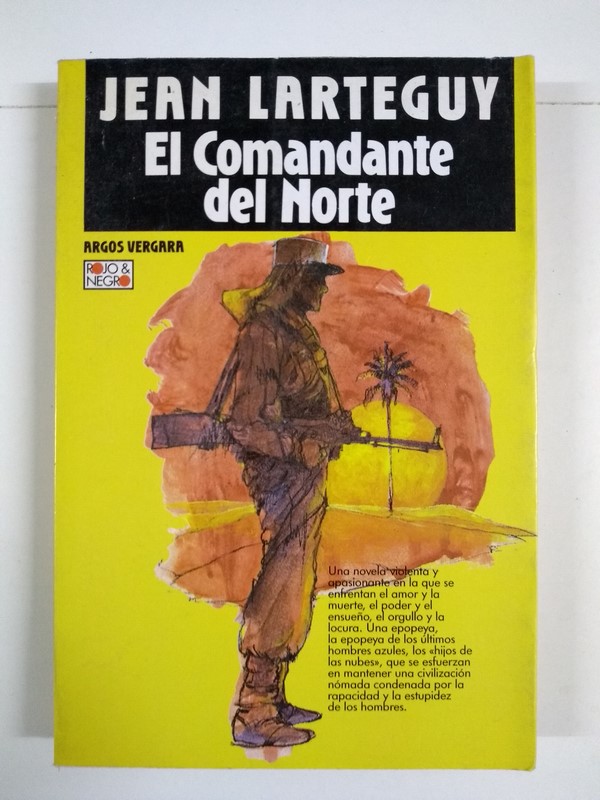 JEAN LARTEGUY
El Comandante
del Norte
ARGOS VERGARA
ROJO &
NEGRO
Una novela violenta y
apasionante en la que se
enfrentan el amor y la
muerte, el poder y el
ensueño, el orgullo y la
locura. Una epopeya,
la epopeya de los últimos
hombres azules, los «hijos de
las nubes», que se esfuerzan
en mantener una civilización
nómada condenada por la
rapacidad y la estupidez
de los hombres.